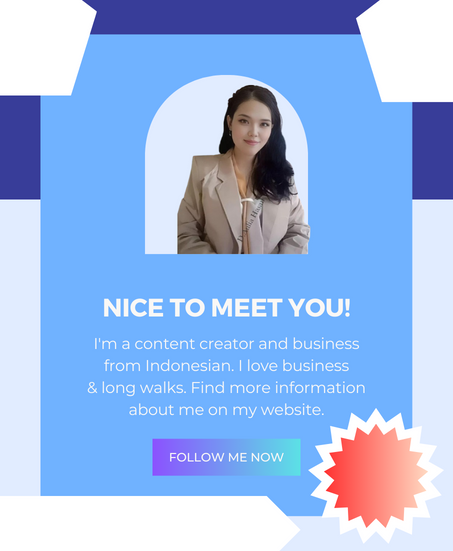 NICE TO MEET YOU!
I'm a content creator and business
from Indonesian. I love business
& long walks. Find more information
about me on my website.
FOLLOW ME NOW